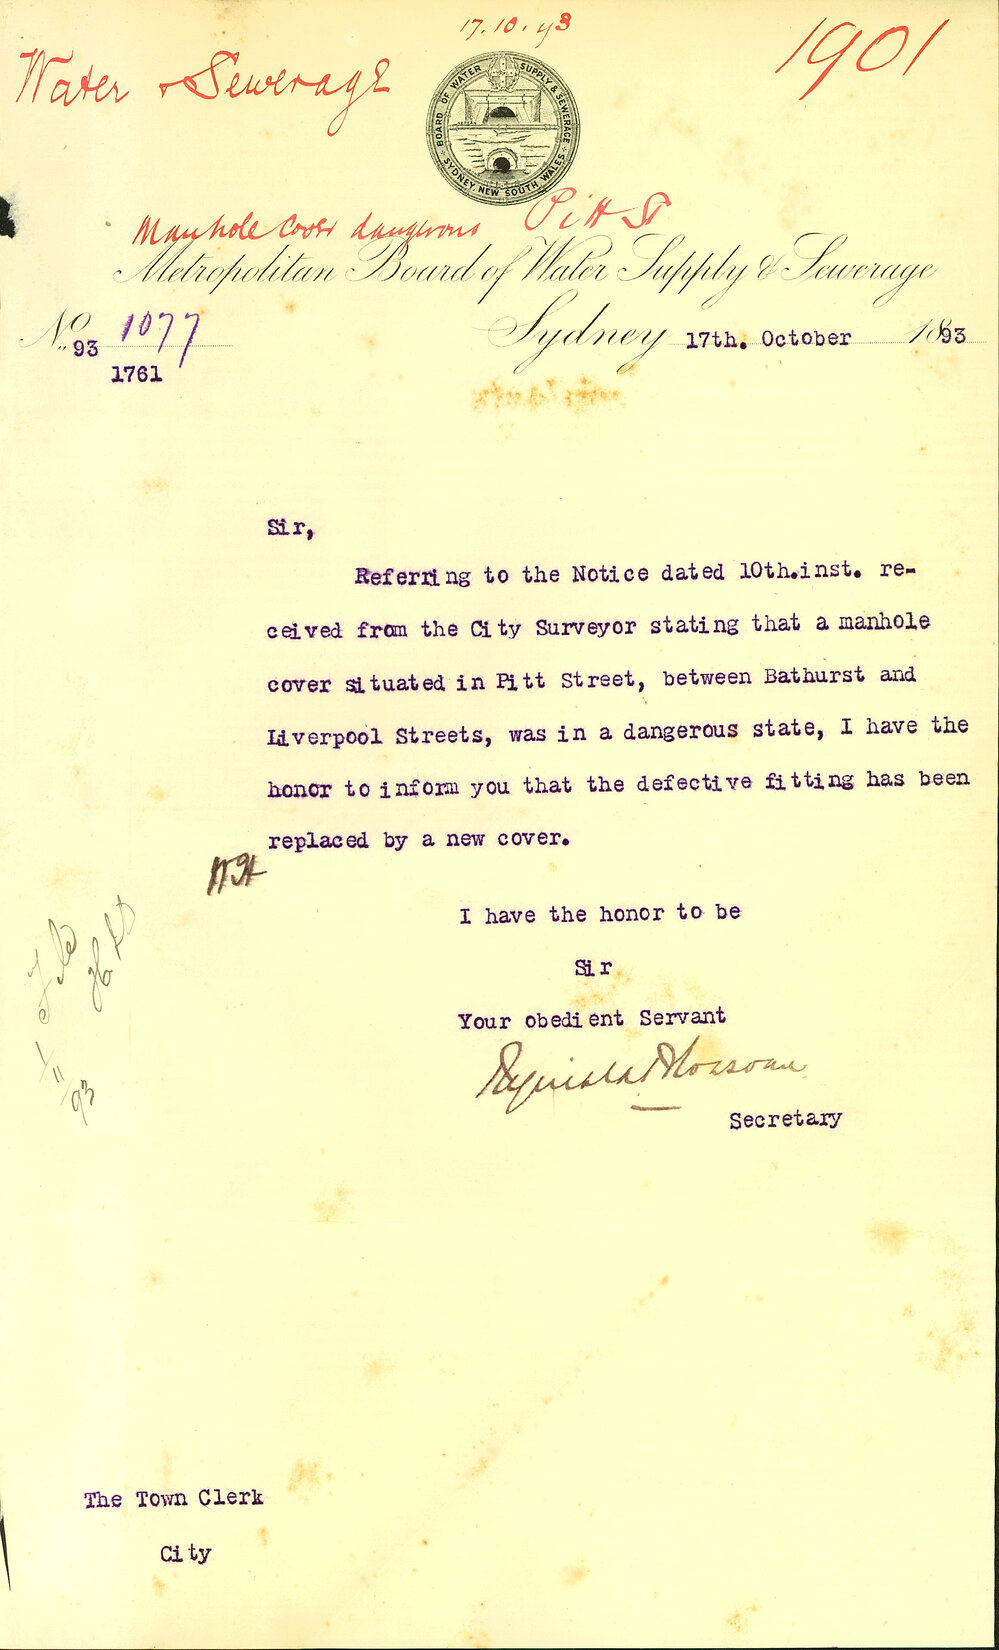 17.10.93
Water & Sewerage
1901
BOARD OF WATER SUPPLY & SEWERAGE
SYDNEY NEW SOUTH WALES
Manhole Cover dangerous Pitt St
Metropolitan Board of Water Supply & Sewerage
No. 93 1077
1761
Sydney 17th. October 1893
Sir,
Referring to the Notice dated 10th.inst. re-
ceived from the City Surveyor stating that a manhole
cover situated in Pitt Street, between Bathurst and
Liverpool Streets, was in a dangerous state, I have the
honor to inform you that the defective fitting has been
replaced by a new cover.
I have the honor to be
Sir
Your obedient Servant
Secretary
File
1/11/93
The Town Clerk
City